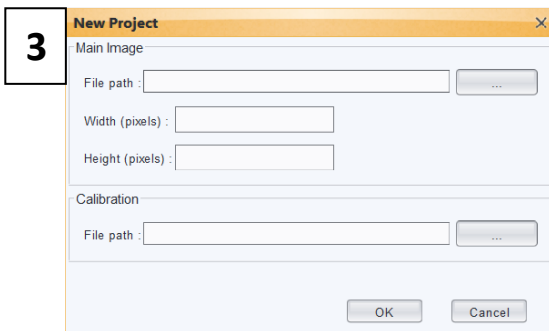 3
New Project
Main Image
File path :
...
Width (pixels) :
Height (pixels) :
Calibration
File path :
...
OK Cancel